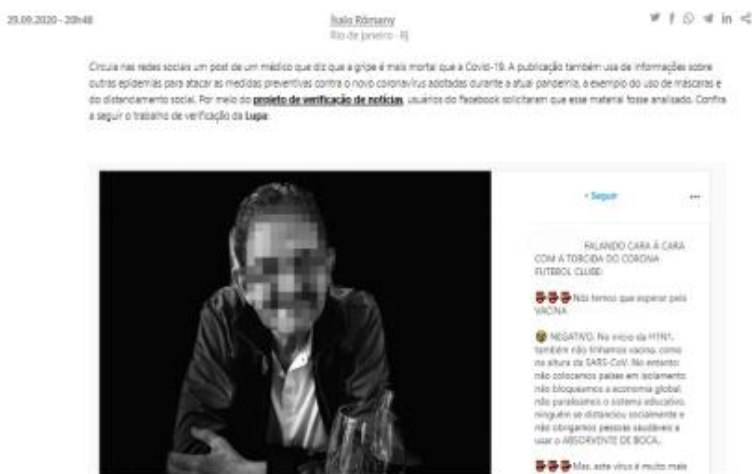 29.09.2020 - 20h48
Ítalo Rômany
Rio de janeiro - RJ
Circula nas redes sociais um post de um médico que diz que a gripe é mais mortal que a Covid-19. A publicação também usa de informações sobre
outras epidemias para atacar as medidas preventivas contra o novo coronavírus adotadas durante a atual pandemia, a exemplo do uso de máscaras e
do distanciamento social. Por meio do projeto de verificação de notícias, usuários do Facebook solicitaram que esse material fosse analisado. Confira
a seguir o trabalho de verificação da Lupa:
• Seguir
FALANDO CARA À CARA
COM A TORCIDA DO CORONA
FUTEBOL CLUBE:
Nós temos que esperar pela
VACINA
NEGATIVO. No início da H1N1,
também não tínhamos vacina, como
na altura da SARS-CoV. No entanto:
não colocamos países em isolamento
não bloqueamos a economia global
não paralisamos o sistema educativo,
ninguém se distanciou socialmente e
não obrigamos pessoas saudáveis a
usar o ABSORVENTE DE BOCA..
Mas, este vírus é muito mais